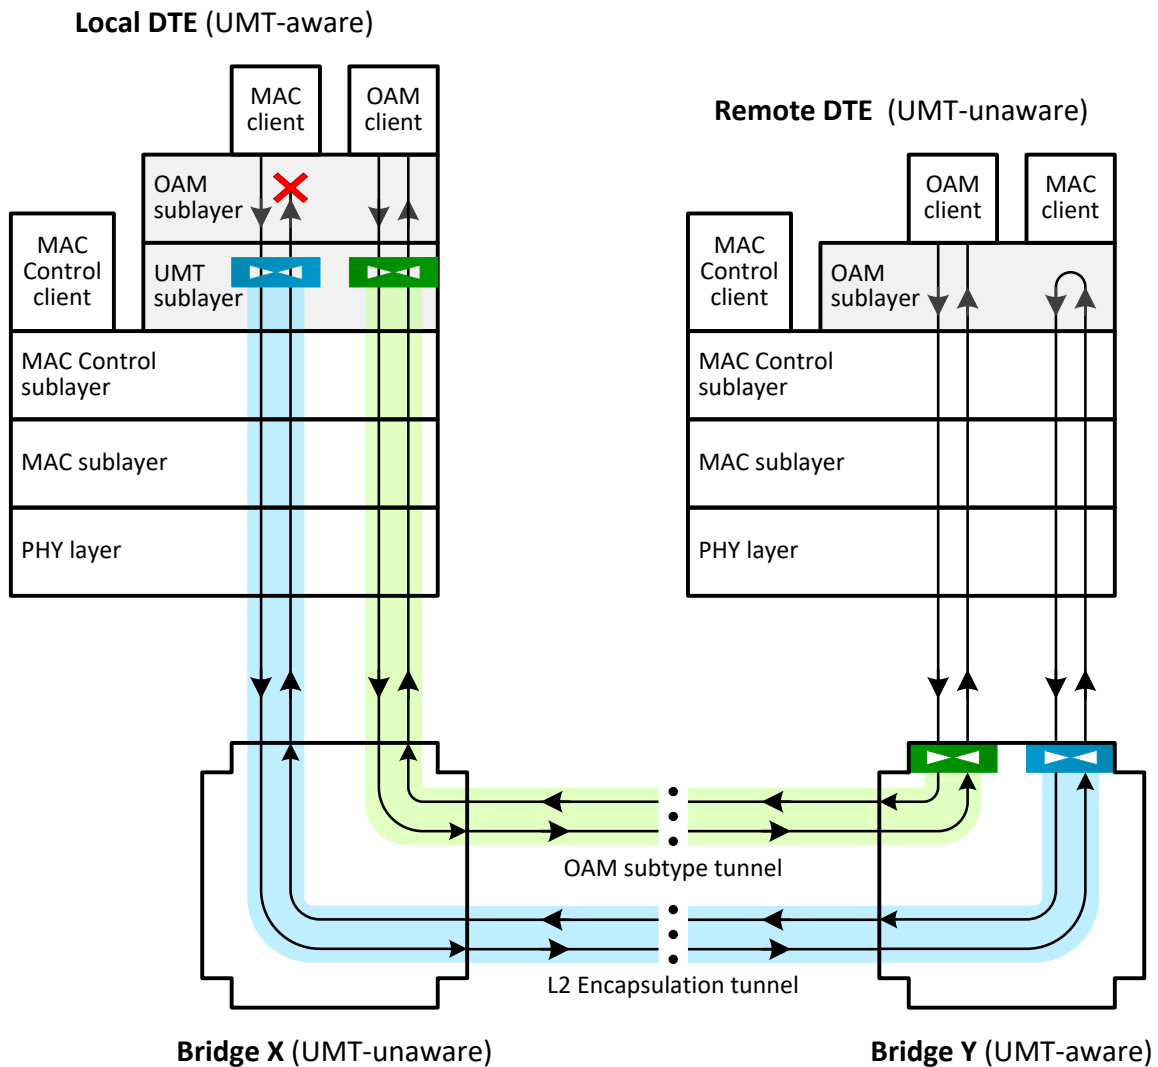 Local DTE (UMT-aware)
MAC
client
OAM
client
OAM
sublayer
MAC
Control
client
UMT
sublayer
MAC Control
sublayer
MAC sublayer
PHY layer
Remote DTE (UMT-unaware)
OAM
client
MAC
client
MAC
Control
client
OAM
sublayer
MAC Control
sublayer
MAC sublayer
PHY layer
OAM subtype tunnel
L2 Encapsulation tunnel
Bridge X (UMT-unaware)
Bridge Y (UMT-aware)